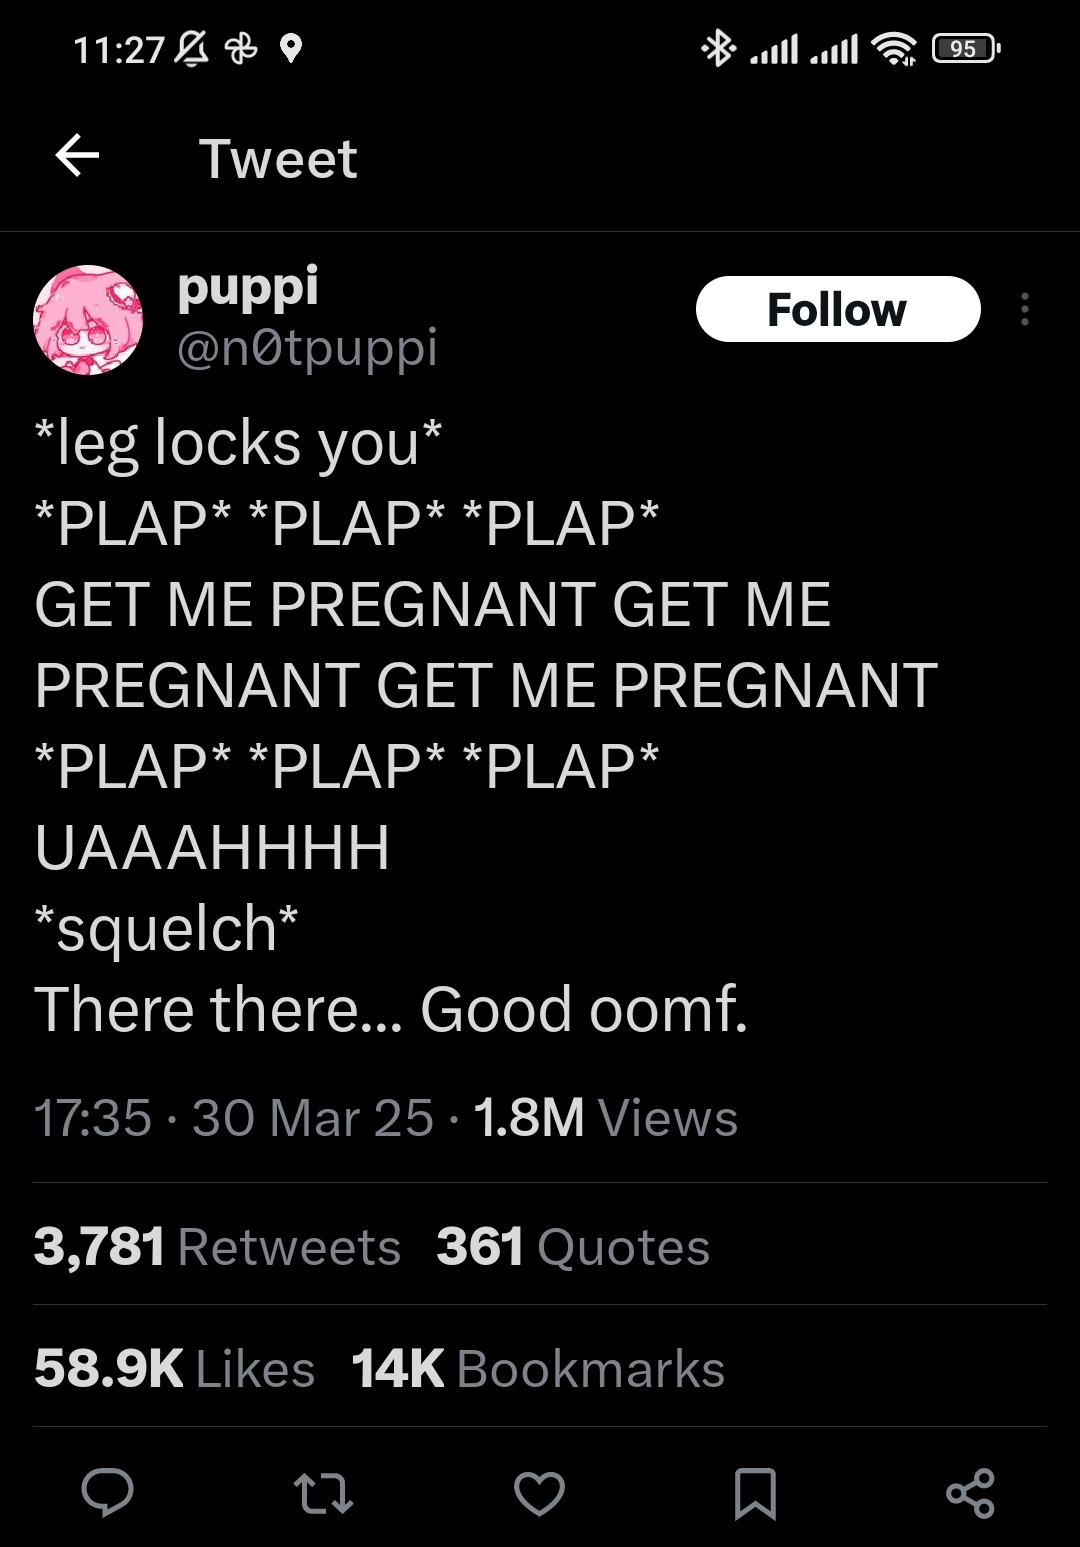 11:27 95
Tweet
puppi
Follow
@n0tpuppi
*leg locks you*
*PLAP* *PLAP* *PLAP*
GET ME PREGNANT GET ME
PREGNANT GET ME PREGNANT
*PLAP* *PLAP* *PLAP*
UAAAHHHH
*squelch*
There there... Good oomf.
17:35 · 30 Mar 25 · 1.8M Views
3,781 Retweets 361 Quotes
58.9K Likes 14K Bookmarks